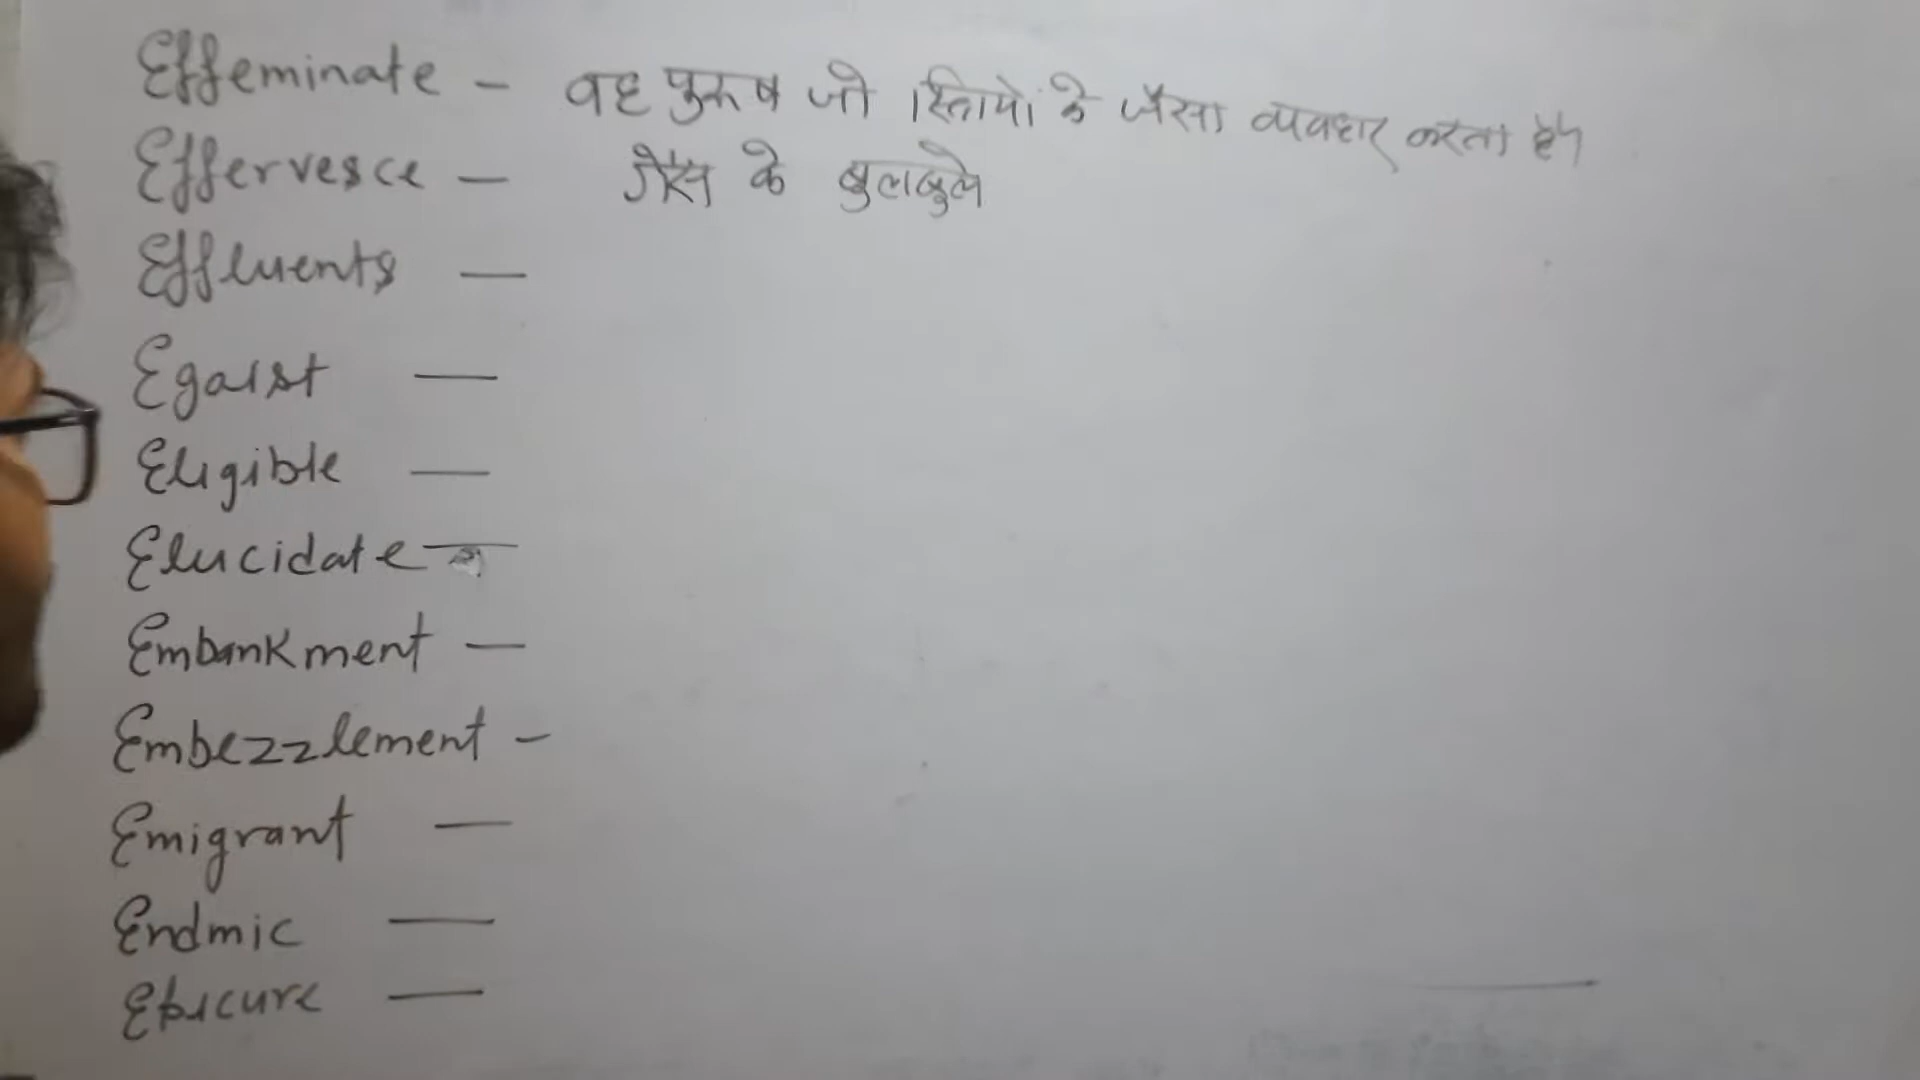 Effeminate - वह पुरूष जो स्त्रियो के जैसा व्यवहार करता है
Effervesce - गैस के बुलबुले
Effluents -
Egoist -
Eligible -
Elucidate -
Embankment -
Embezzlement -
Emigrant -
Endmic -
Epicure -